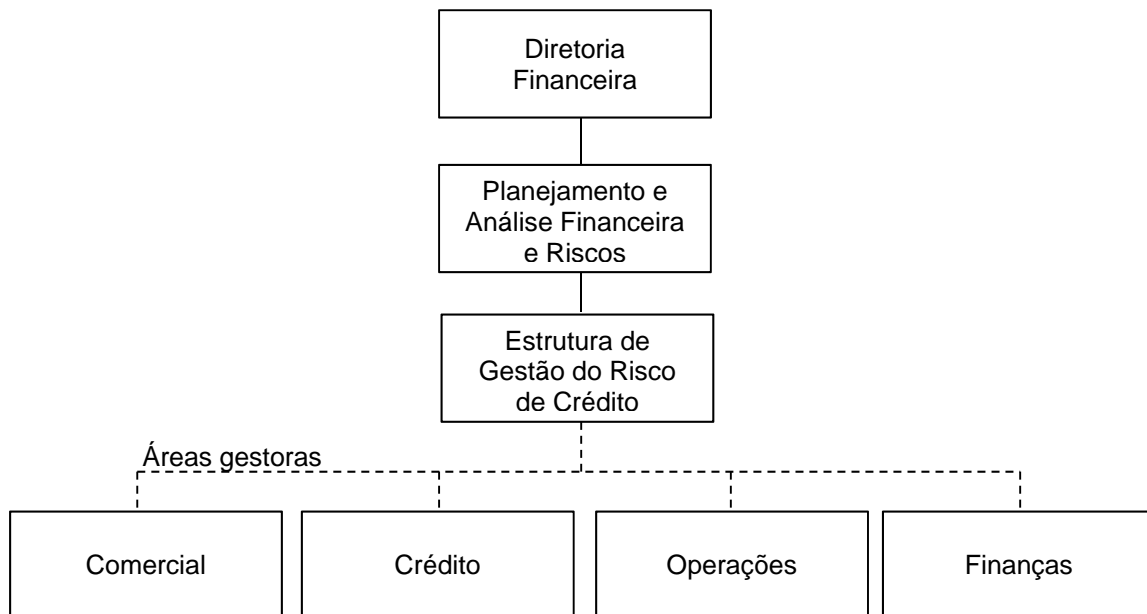 Diretoria
Financeira
Planejamento e
Análise Financeira
e Riscos
Estrutura de
Gestão do Risco
de Crédito
Áreas gestoras
Comercial
Crédito
Operações
Finanças